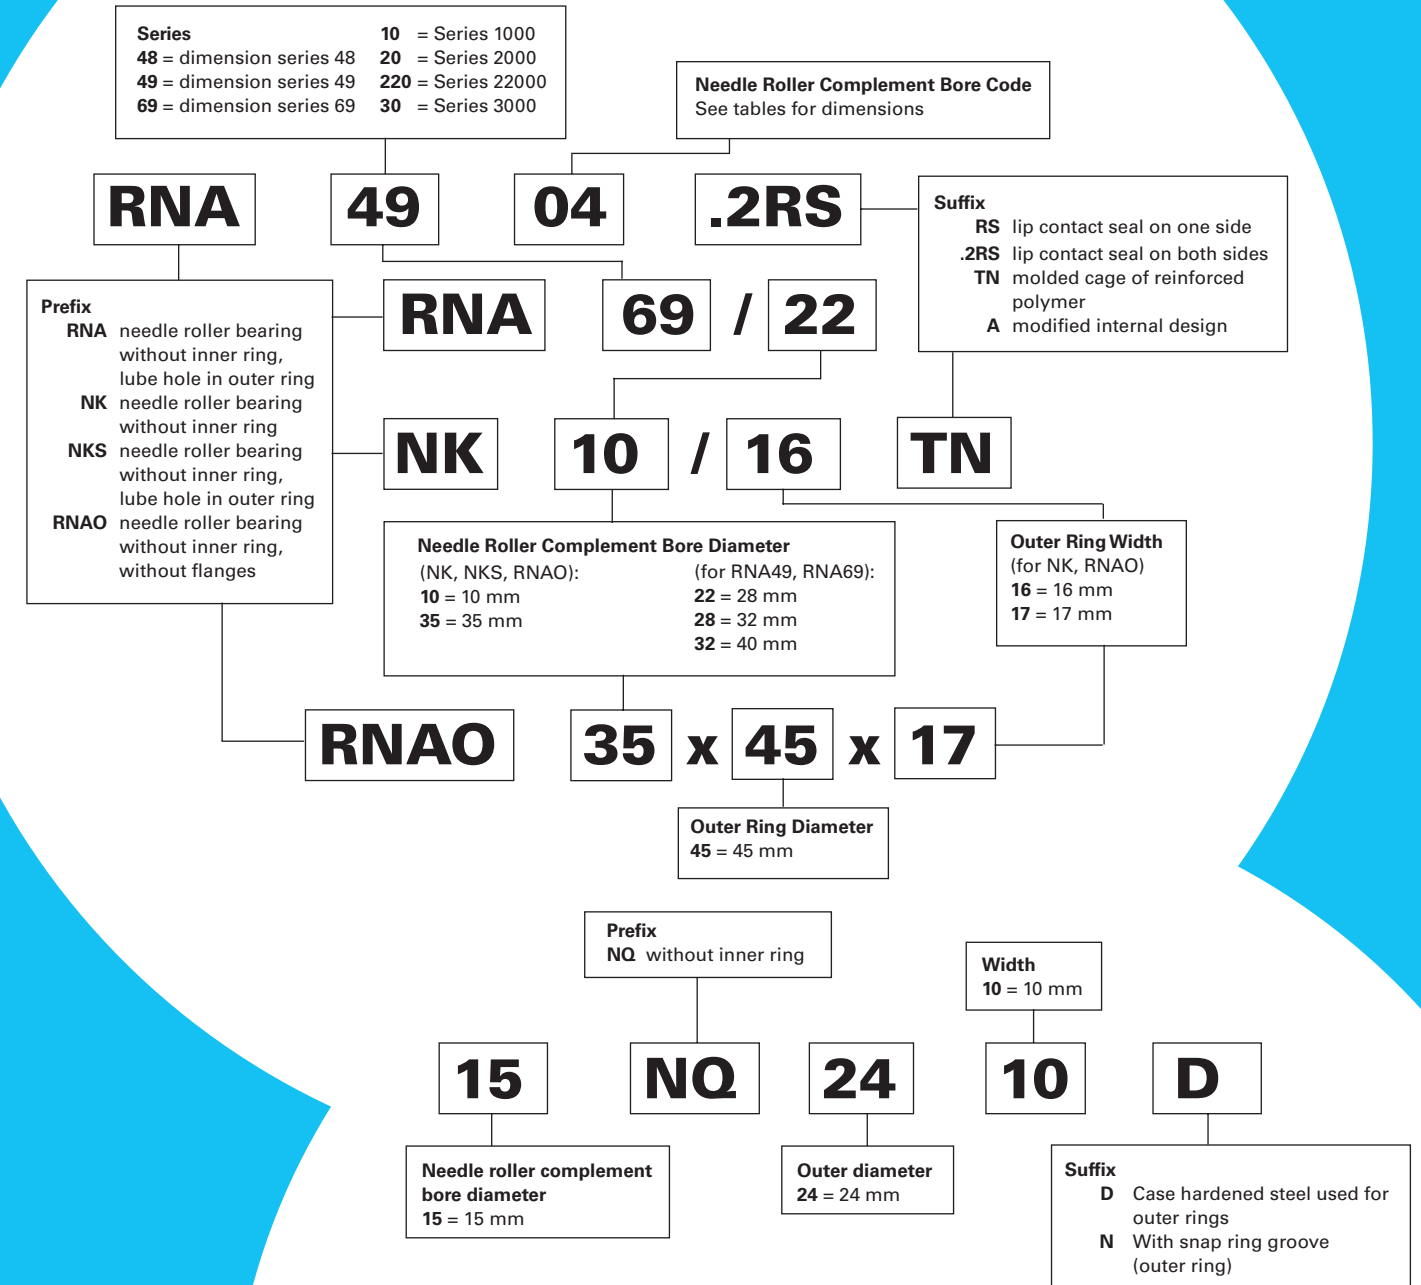 Series
48 = dimension series 48
49 = dimension series 49
69 = dimension series 69
10 = Series 1000
20 = Series 2000
220 = Series 22000
30 = Series 3000
Needle Roller Complement Bore Code
See tables for dimensions
RNA 49 04 .2RS
Suffix
RS lip contact seal on one side
.2RS lip contact seal on both sides
TN molded cage of reinforced
polymer
A modified internal design
Prefix
RNA needle roller bearing
without inner ring,
lube hole in outer ring
NK needle roller bearing
without inner ring
NKS needle roller bearing
without inner ring,
lube hole in outer ring
RNAO needle roller bearing
without inner ring,
without flanges
RNA 69 / 22
NK 10 / 16 TN
Needle Roller Complement Bore Diameter
(NK, NKS, RNAO):
10 = 10 mm
35 = 35 mm
(for RNA49, RNA69):
22 = 28 mm
28 = 32 mm
32 = 40 mm
Outer Ring Width
(for NK, RNAO)
16 = 16 mm
17 = 17 mm
RNAO 35 x 45 x 17
Outer Ring Diameter
45 = 45 mm
Prefix
NQ without inner ring
Width
10 = 10 mm
15 NQ 24 10 D
Needle roller complement
bore diameter
15 = 15 mm
Outer diameter
24 = 24 mm
Suffix
D Case hardened steel used for
outer rings
N With snap ring groove
(outer ring)